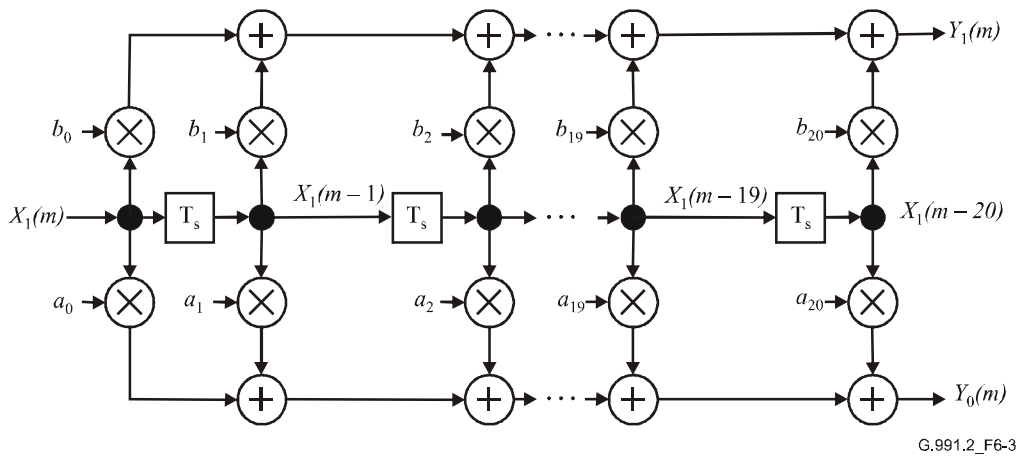 Y₁(m)
b₀
b₁
b₂
b₁₉
b₂₀
X₁(m)
Tₛ
X₁(m – 1)
Tₛ
X₁(m – 19)
Tₛ
X₁(m – 20)
a₀
a₁
a₂
a₁₉
a₂₀
Y₀(m)
G.991.2_F6-3